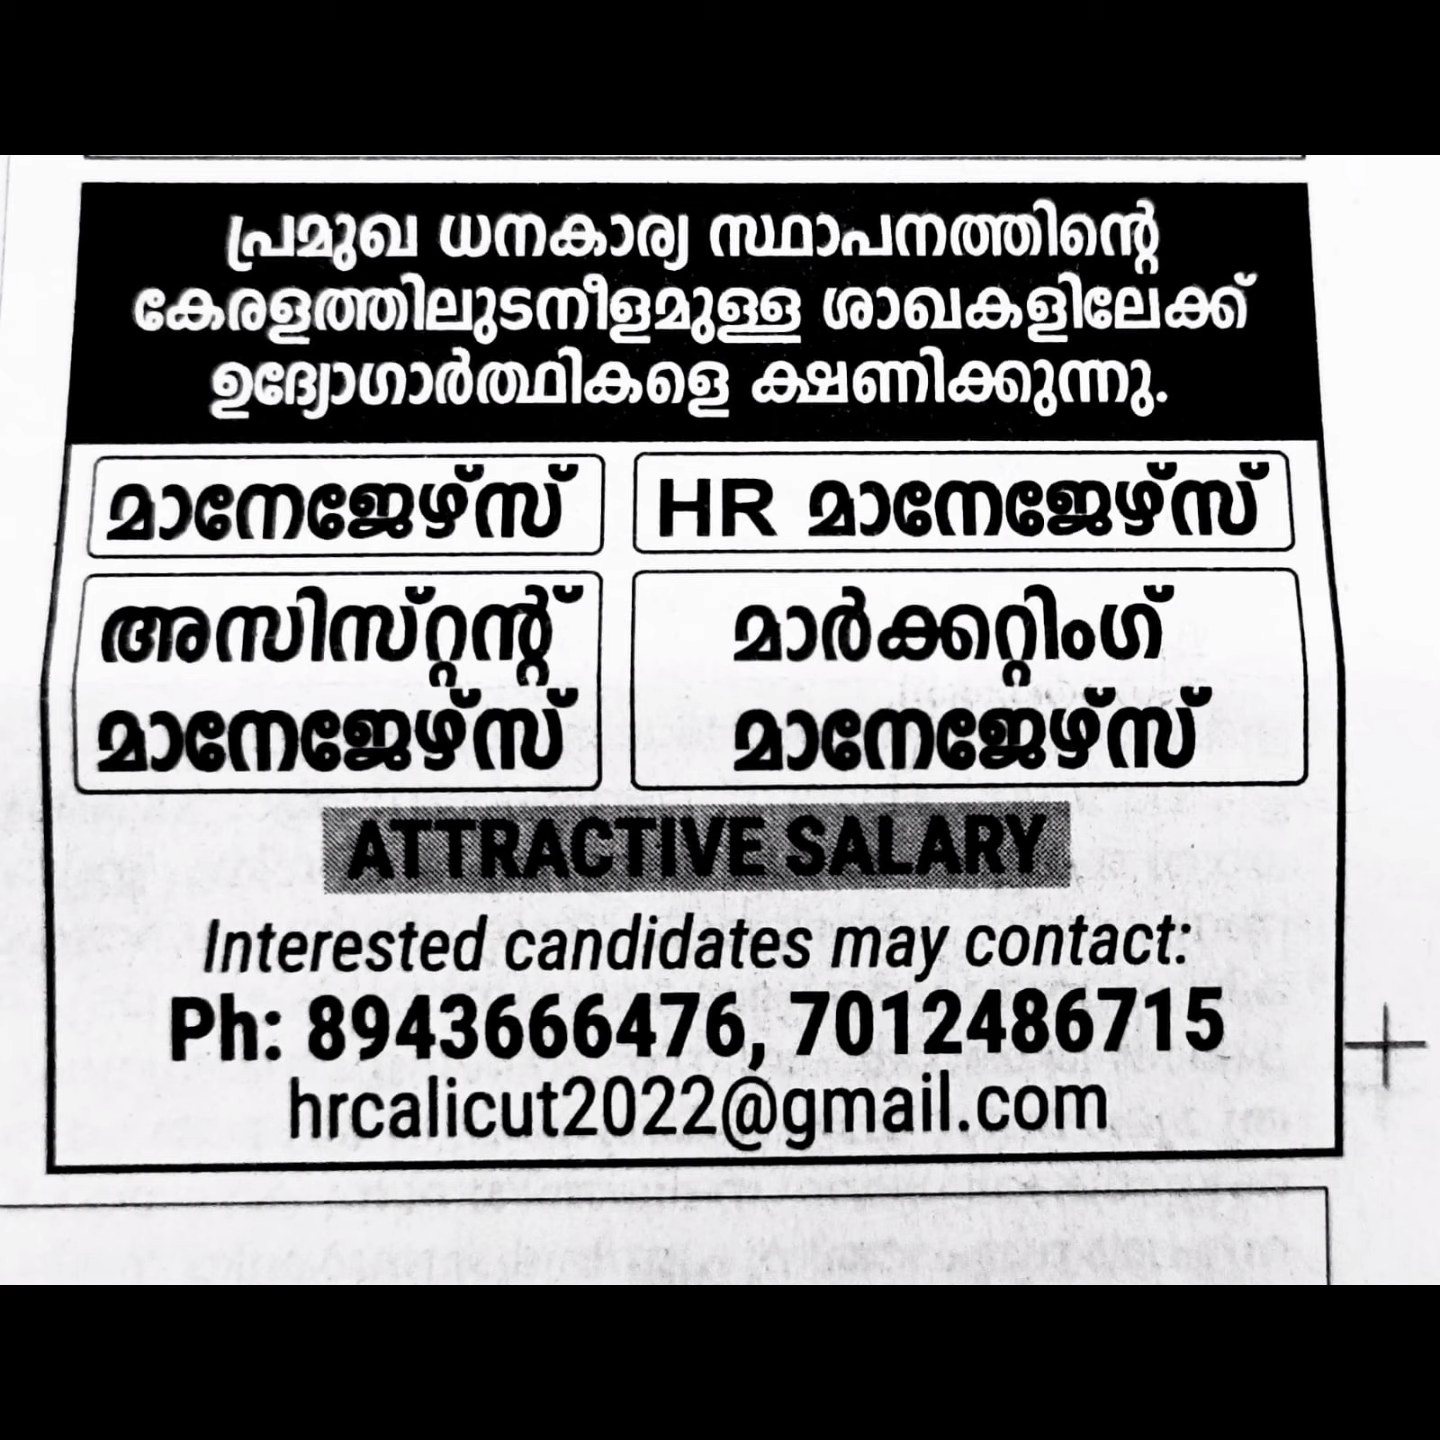 പ്രമുഖ ധനകാര്യ സ്ഥാപനത്തിന്റെ
കേരളത്തിലുടനീളമുള്ള ശാഖകളിലേക്ക്
ഉദ്യോഗാർത്ഥികളെ ക്ഷണിക്കുന്നു.
മാനേജേഴ്സ്
HR മാനേജേഴ്സ്
അസിസ്റ്റന്റ്
മാനേജേഴ്സ്
മാർക്കറ്റിംഗ്
മാനേജേഴ്സ്
ATTRACTIVE SALARY
Interested candidates may contact:
Ph: 8943666476, 7012486715
hrcalicut2022@gmail.com